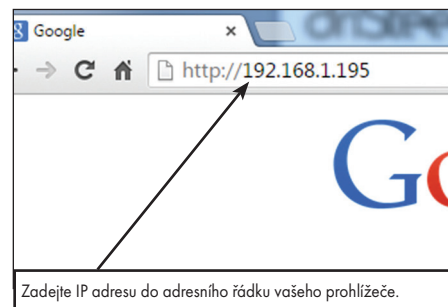 Google
http://192.168.1.195
Go
Zadejte IP adresu do adresního řádku vašeho prohlížeče.